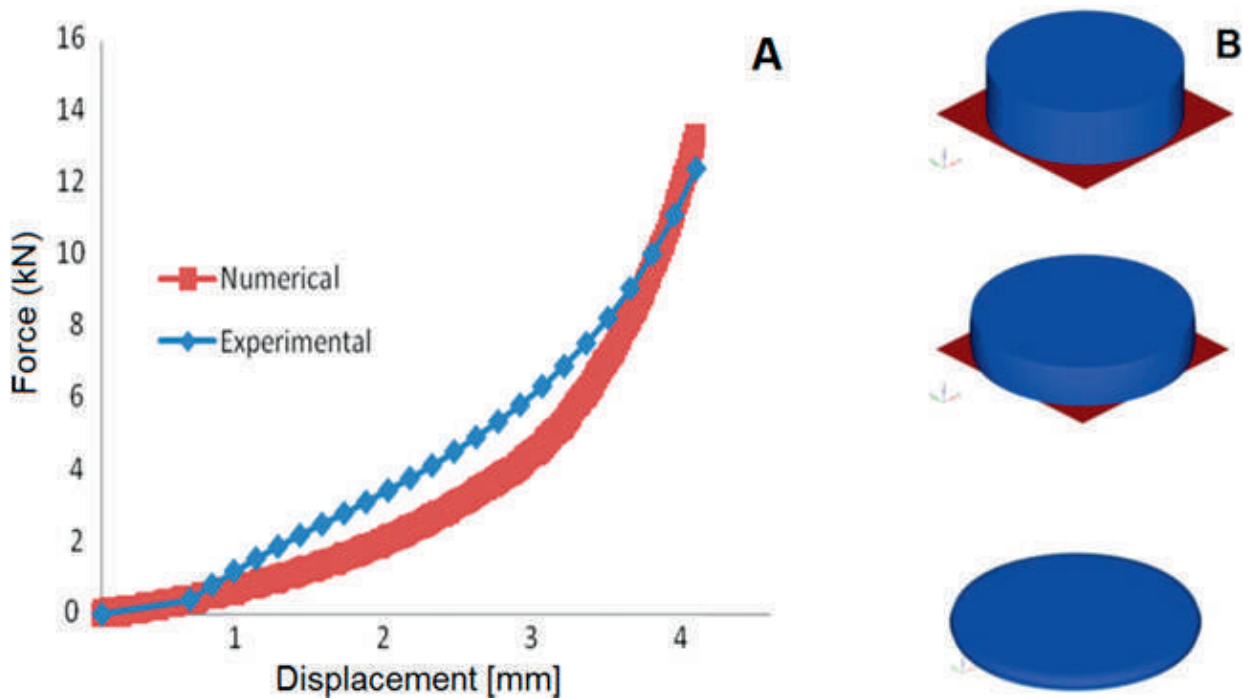 A
B
16
14
12
10
8
6
4
2
0
Force (kN)
Numerical
Experimental
1 2 3 4
Displacement [mm]